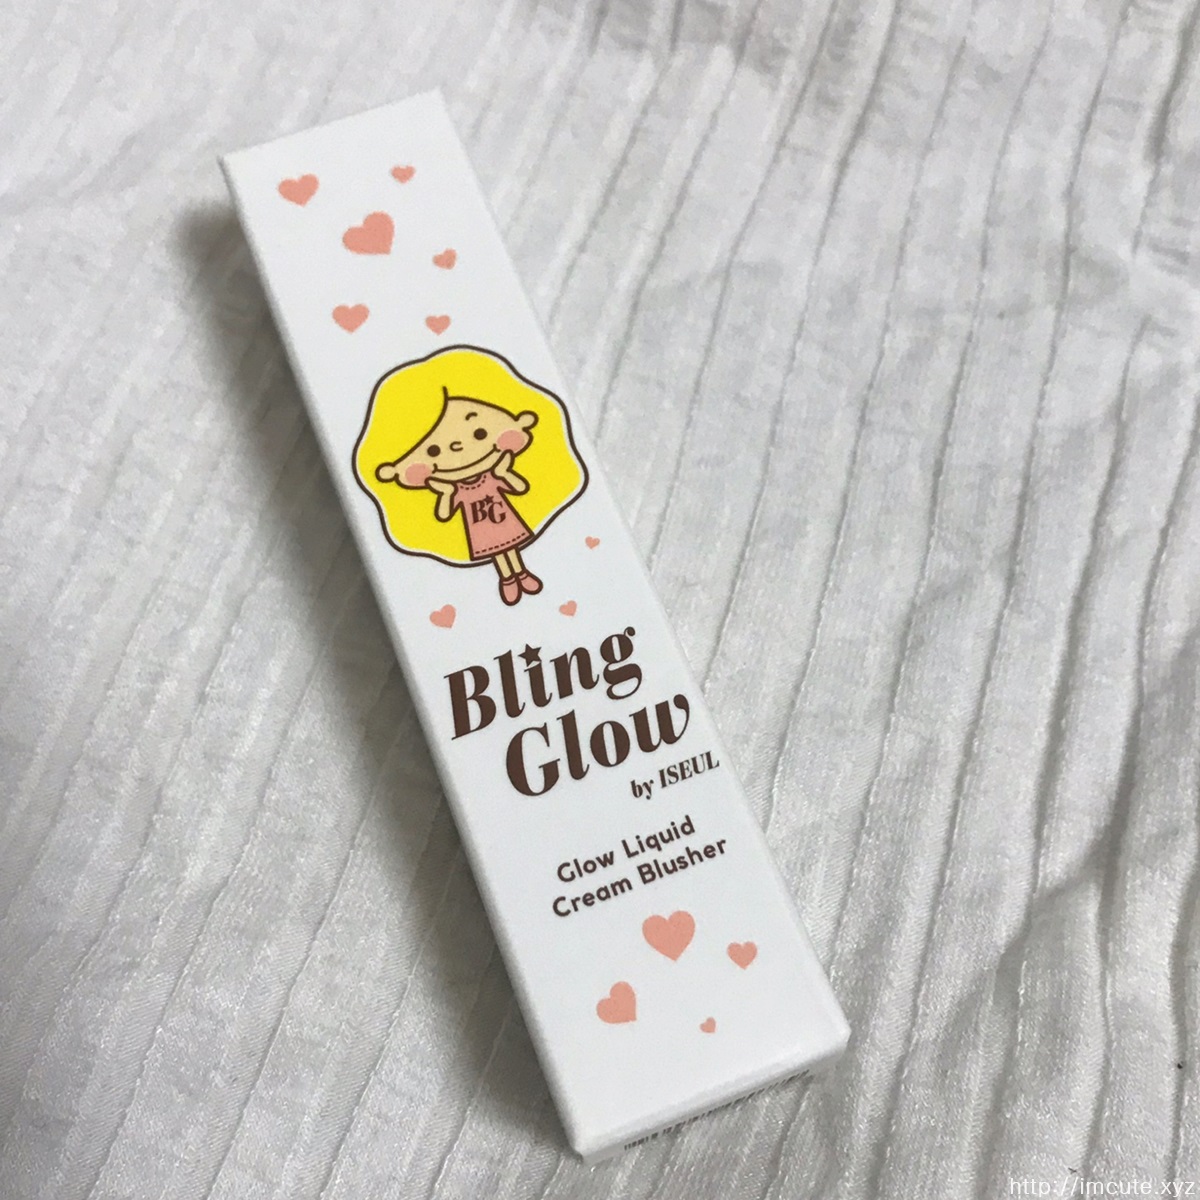 BG
Bling
Glow
by ISEUL
Glow Liquid
Cream Blusher
http://imcute.xyz